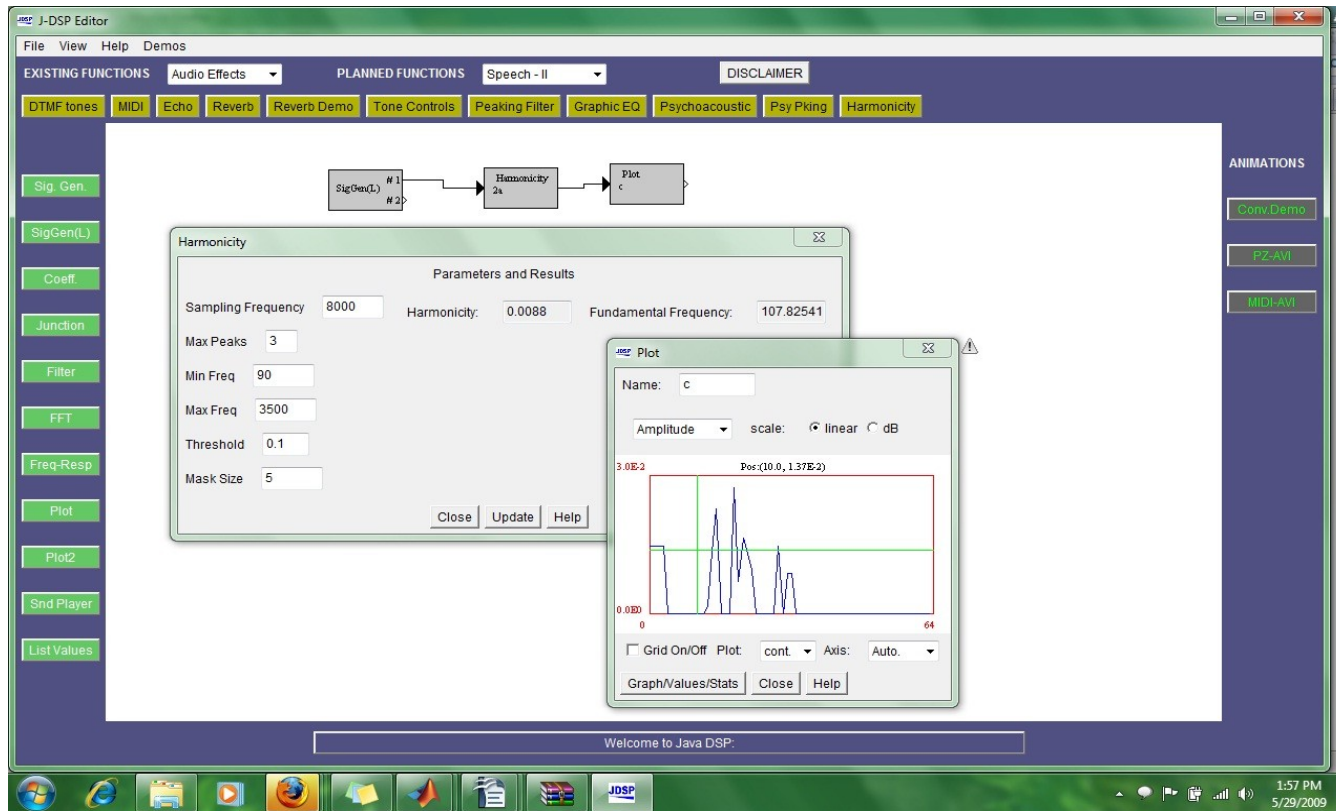 J-DSP Editor
File View Help Demos
EXISTING FUNCTIONS Audio Effects PLANNED FUNCTIONS Speech - II DISCLAIMER
DTMF tones MIDI Echo Reverb Reverb Demo Tone Controls Peaking Filter Graphic EQ Psychoacoustic Psy Pking Harmonicity
Sig. Gen.
SigGen(L)
Coeff.
Junction
Filter
FFT
Freq-Resp
Plot
Plot2
Snd Player
List Values
SigGen(L) # 1
# 2
Harmonicity
2a
Plot
c
ANIMATIONS
Conv.Demo
PZ-AVI
MIDI-AVI
Harmonicity
Parameters and Results
Sampling Frequency 8000 Harmonicity: 0.0088 Fundamental Frequency: 107.82541
Max Peaks 3
Min Freq 90
Max Freq 3500
Threshold 0.1
Mask Size 5
Close Update Help
JDSP Plot
Name: c
Amplitude scale: linear dB
3.0E-2 Pos:(10.0, 1.37E-2)
0.0E0
0 64
Grid On/Off Plot: cont. Axis: Auto.
Graph/Values/Stats Close Help
Welcome to Java DSP:
JDSP
1:57 PM
5/29/2009